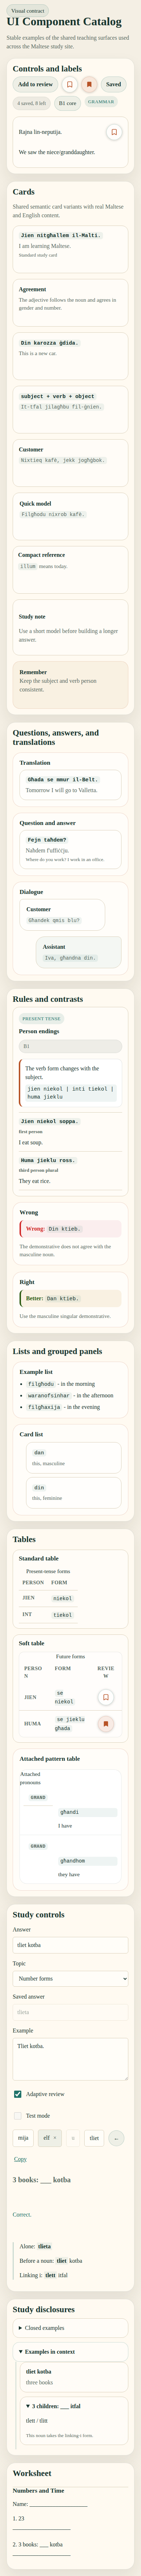 Visual contract
UI Component Catalog
Stable examples of the shared teaching surfaces used
across the Maltese study site.
Controls and labels
Add to review
Saved
4 saved, 8 left
B1 core
GRAMMAR
Bajna lin-neputija.
We saw the niece/granddaughter.
Cards
Shared semantic card variants with real Maltese
and English content.
Jien nitgħallem il-Malti.
I am learning Maltese.
Standard study card
Agreement
The adjective follows the noun and agrees in
gender and number.
Din karozza ġdida.
This is a new car.
subject + verb + object
It-tfal jilagħbu fil-ġnien.
Customer
Nixtieq kafè, jekk jogħġbok.
Quick model
Filgħodu nixrob kafè.
Compact reference
illum means today.
Study note
Use a short model before building a longer
answer.
Remember
Keep the subject and verb person
consistent.
Questions, answers, and
translations
Translation
Għada se mmur il-Belt.
Tomorrow I will go to Valletta.
Question and answer
Fejn taħdem?
Naħdem l-uffiċċju.
Where do you work? I work in an office.
Dialogue
Customer
Għandek qmis blu?
Assistant
Iva, għandna din.
Rules and contrasts
PRESENT TENSE
Person endings
B1
The verb form changes with the
subject.
jien niekol | inti tiekol |
huma jieklu
Jien niekol soppa.
first person
I eat soup.
Huma jieklu ross.
third person plural
They eat rice.
Wrong
Wrong: Din ktieb.
The demonstrative does not agree with the
masculine noun.
Right
Better: Dan ktieb.
Use the masculine singular demonstrative.
Lists and grouped panels
Example list
filgħodu - in the morning
waranofsinhar - in the afternoon
filgħaxija - in the evening
Card list
dan
this, masculine
din
this, feminine
Tables
Standard table
Present-tense forms
PERSON FORM
JIEN niekol
INT tiekol
Soft table
Future forms
PERSO
N FORM REVIE
W
JIEN se
niekol
HUMA se jieklu
għada
Attached pattern table
Attached
pronouns
GĦAND
għandi
I have
GĦAND
għandhom
they have
Study controls
Answer
tliet kotba
Topic
Number forms
Saved answer
tlieta
Example
Tliet kotba.
Adaptive review
Test mode
mija
elf ×
tliet
←
Copy
3 books: ___ kotba
Correct.
Alone: tlieta
Before a noun: tliet kotba
Linking t: tlett itfal
Study disclosures
Closed examples
Examples in context
tliet kotba
three books
3 children: ___ itfal
tlett / tlitt
This noun takes the linking-t form.
Worksheet
Numbers and Time
Name: ____________________
1. 23
____________________
2. 3 books: ___ kotba
____________________